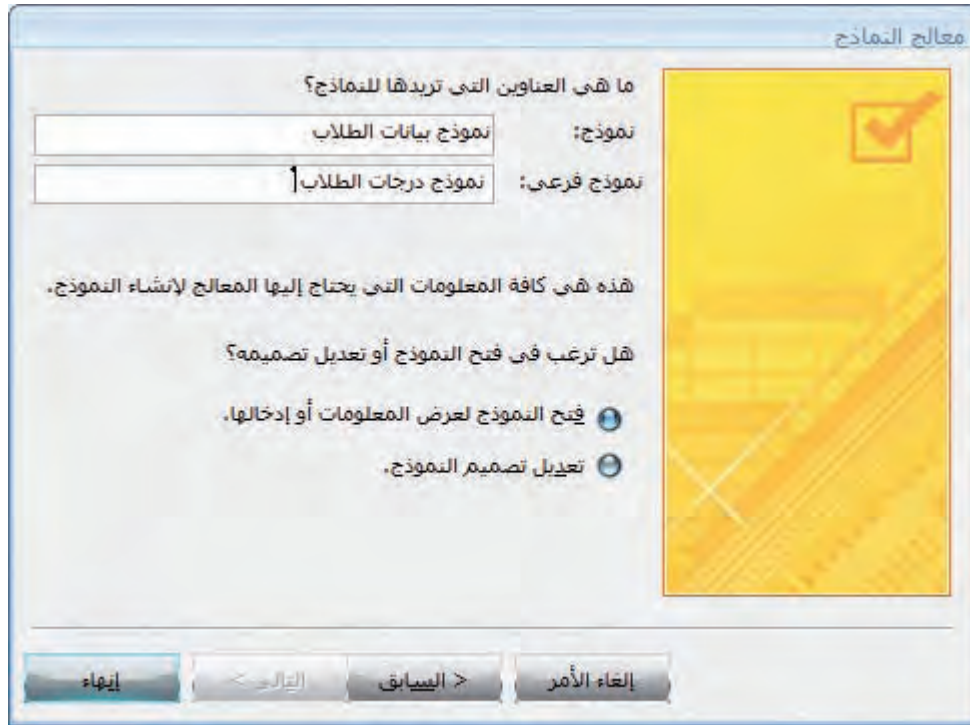 معالج النماذج
ما هي العناوين التي تريدها للنماذج؟
نموذج: نموذج بيانات الطلاب
نموذج فرعي: نموذج درجات الطلاب
هذه هي كافة المعلومات التي يحتاج إليها المعالج لإنشاء النموذج.
هل ترغب في فتح النموذج أو تعديل تصميمه؟
فتح النموذج لعرض المعلومات أو إدخالها.
تعديل تصميم النموذج.
إلغاء الأمر < السابق التالي > إنهاء